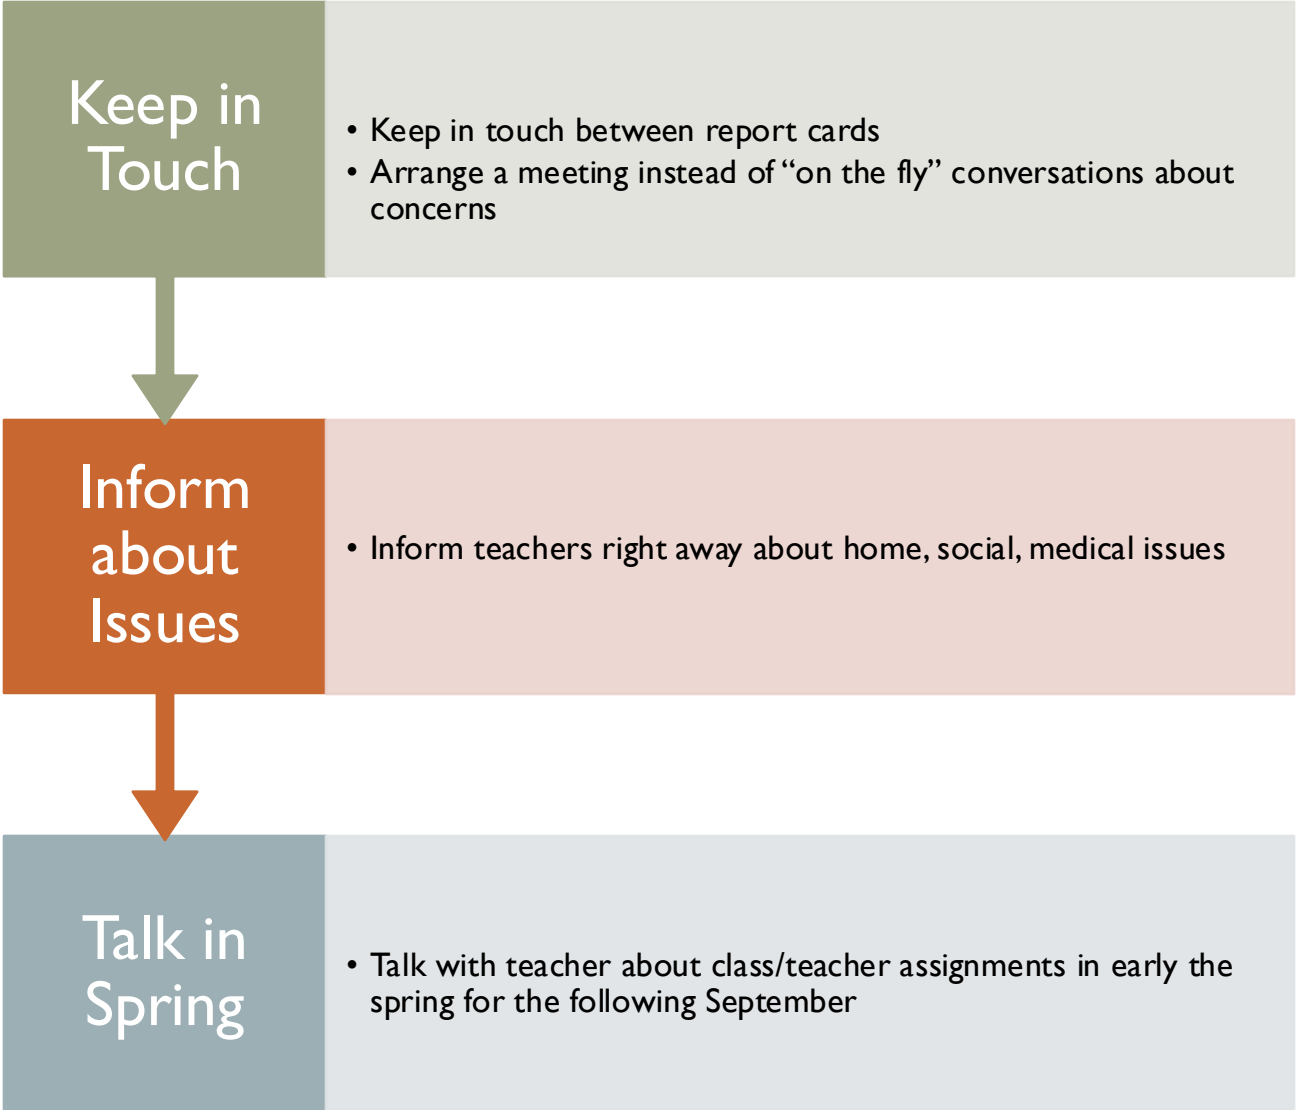 Keep in
Touch
• Keep in touch between report cards
• Arrange a meeting instead of “on the fly” conversations about
concerns
Inform
about
Issues
• Inform teachers right away about home, social, medical issues
Talk in
Spring
• Talk with teacher about class/teacher assignments in early the
spring for the following September